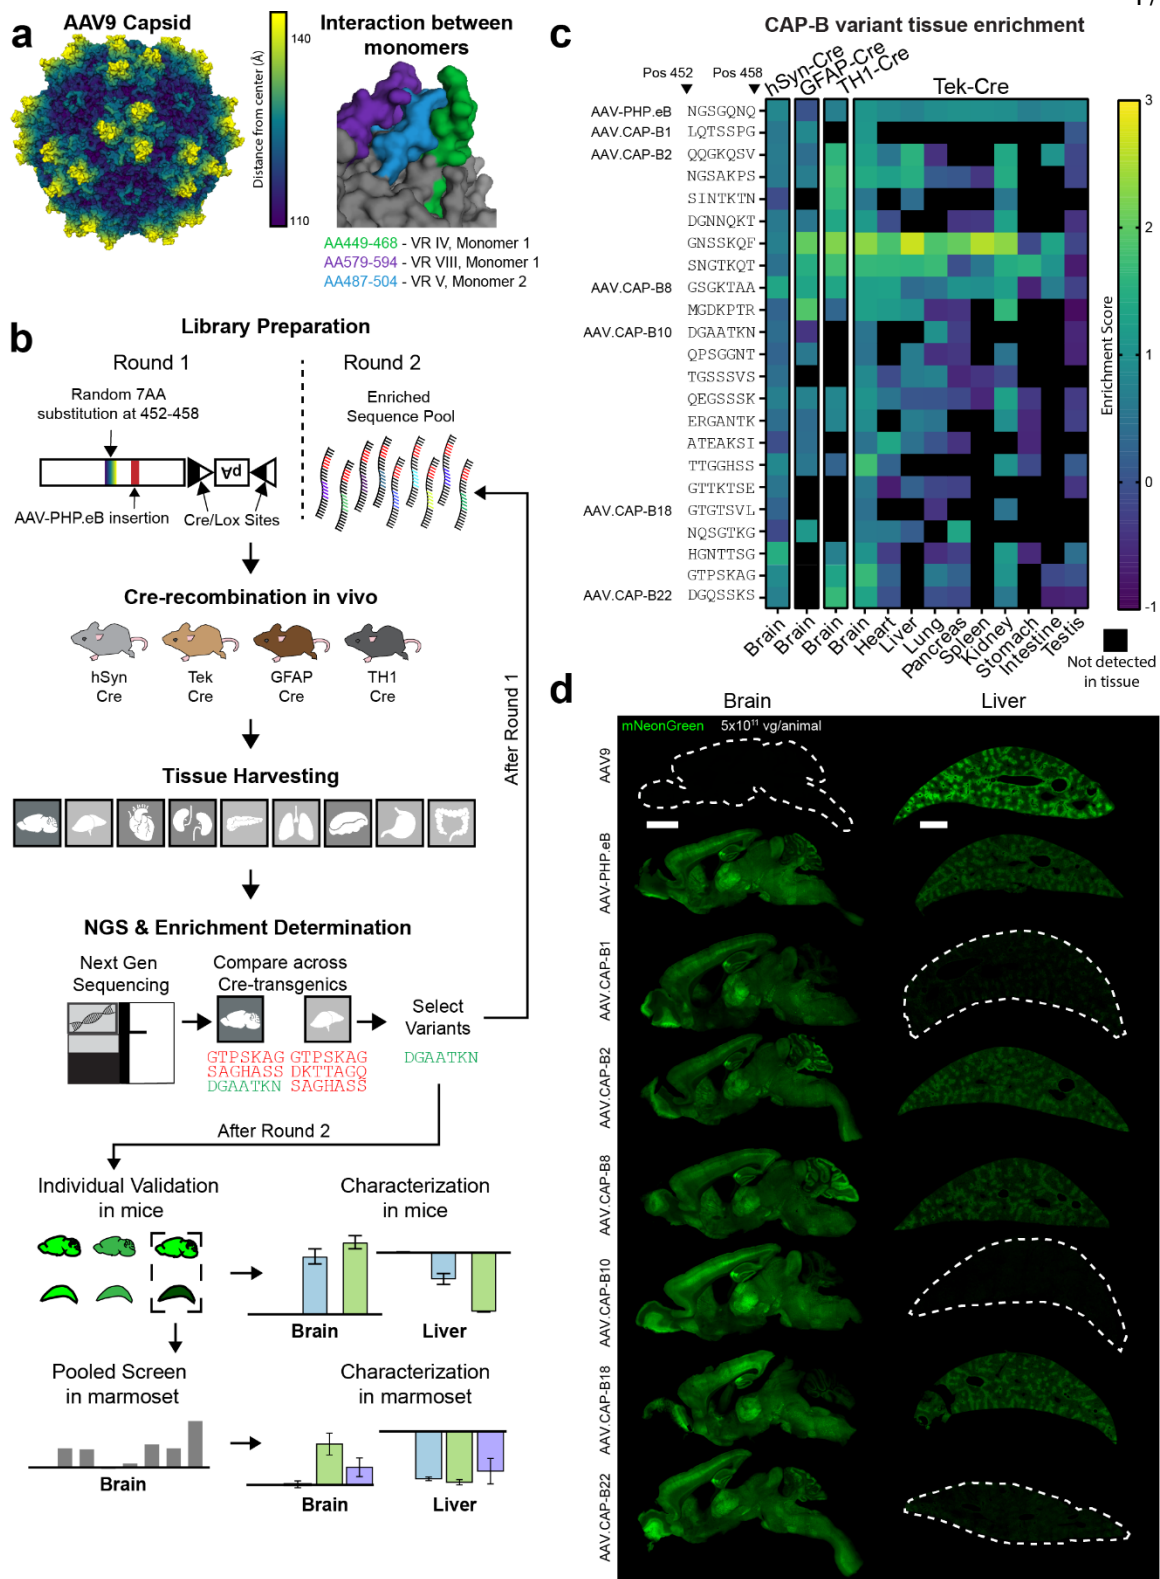 a
AAV9 Capsid
140
Distance from center (Å)
110
Interaction between
monomers
AA449-468 - VR IV, Monomer 1
AA579-594 - VR VIII, Monomer 1
AA487-504 - VR V, Monomer 2
b
Library Preparation
Round 1
Round 2
Random 7AA
substitution at 452-458
Enriched
Sequence Pool
pA
AAV-PHP.eB insertion
Cre/Lox Sites
Cre-recombination in vivo
hSyn
Cre
Tek
Cre
GFAP
Cre
TH1
Cre
After Round 1
Tissue Harvesting
NGS & Enrichment Determination
Next Gen
Sequencing
Compare across
Cre-transgenics
Select
Variants
GTPSKAG GTPSKAG
SAGHASS DKTTAGQ
DGAATKN SAGHASS
DGAATKN
After Round 2
Individual Validation
in mice
Characterization
in mice
Brain
Liver
Pooled Screen
in marmoset
Characterization
in marmoset
Brain
Brain
Liver
c
CAP-B variant tissue enrichment
Pos 452
Pos 458
hSyn-Cre
GFAP-Cre
TH1-Cre
Tek-Cre
AAV-PHP.eB NGSGQNQ
AAV.CAP-B1 LQTSSPG
AAV.CAP-B2 QQGKQSV
NGSAKPS
SINTKTN
DGNNQKT
GNSSKQF
SNGTKQT
AAV.CAP-B8 GSGKTAA
MGDKPTR
AAV.CAP-B10 DGAATKN
QPSGGNT
TGSSSVS
QEGSSSK
ERGANTK
ATEAKSI
TTGGHSS
GTTKTSE
AAV.CAP-B18 GTGTSVL
NQSGTKG
HGNTTSG
GTPSKAG
AAV.CAP-B22 DGQSSKS
Brain
Brain
Brain
Brain
Heart
Liver
Lung
Pancreas
Spleen
Kidney
Stomach
Intestine
Testis
3
Enrichment Score
0
-1
Not detected
in tissue
d
Brain
Liver
mNeonGreen 5x10¹¹ vg/animal
AAV9
AAV-PHP.eB
AAV.CAP-B1
AAV.CAP-B2
AAV.CAP-B8
AAV.CAP-B10
AAV.CAP-B18
AAV.CAP-B22